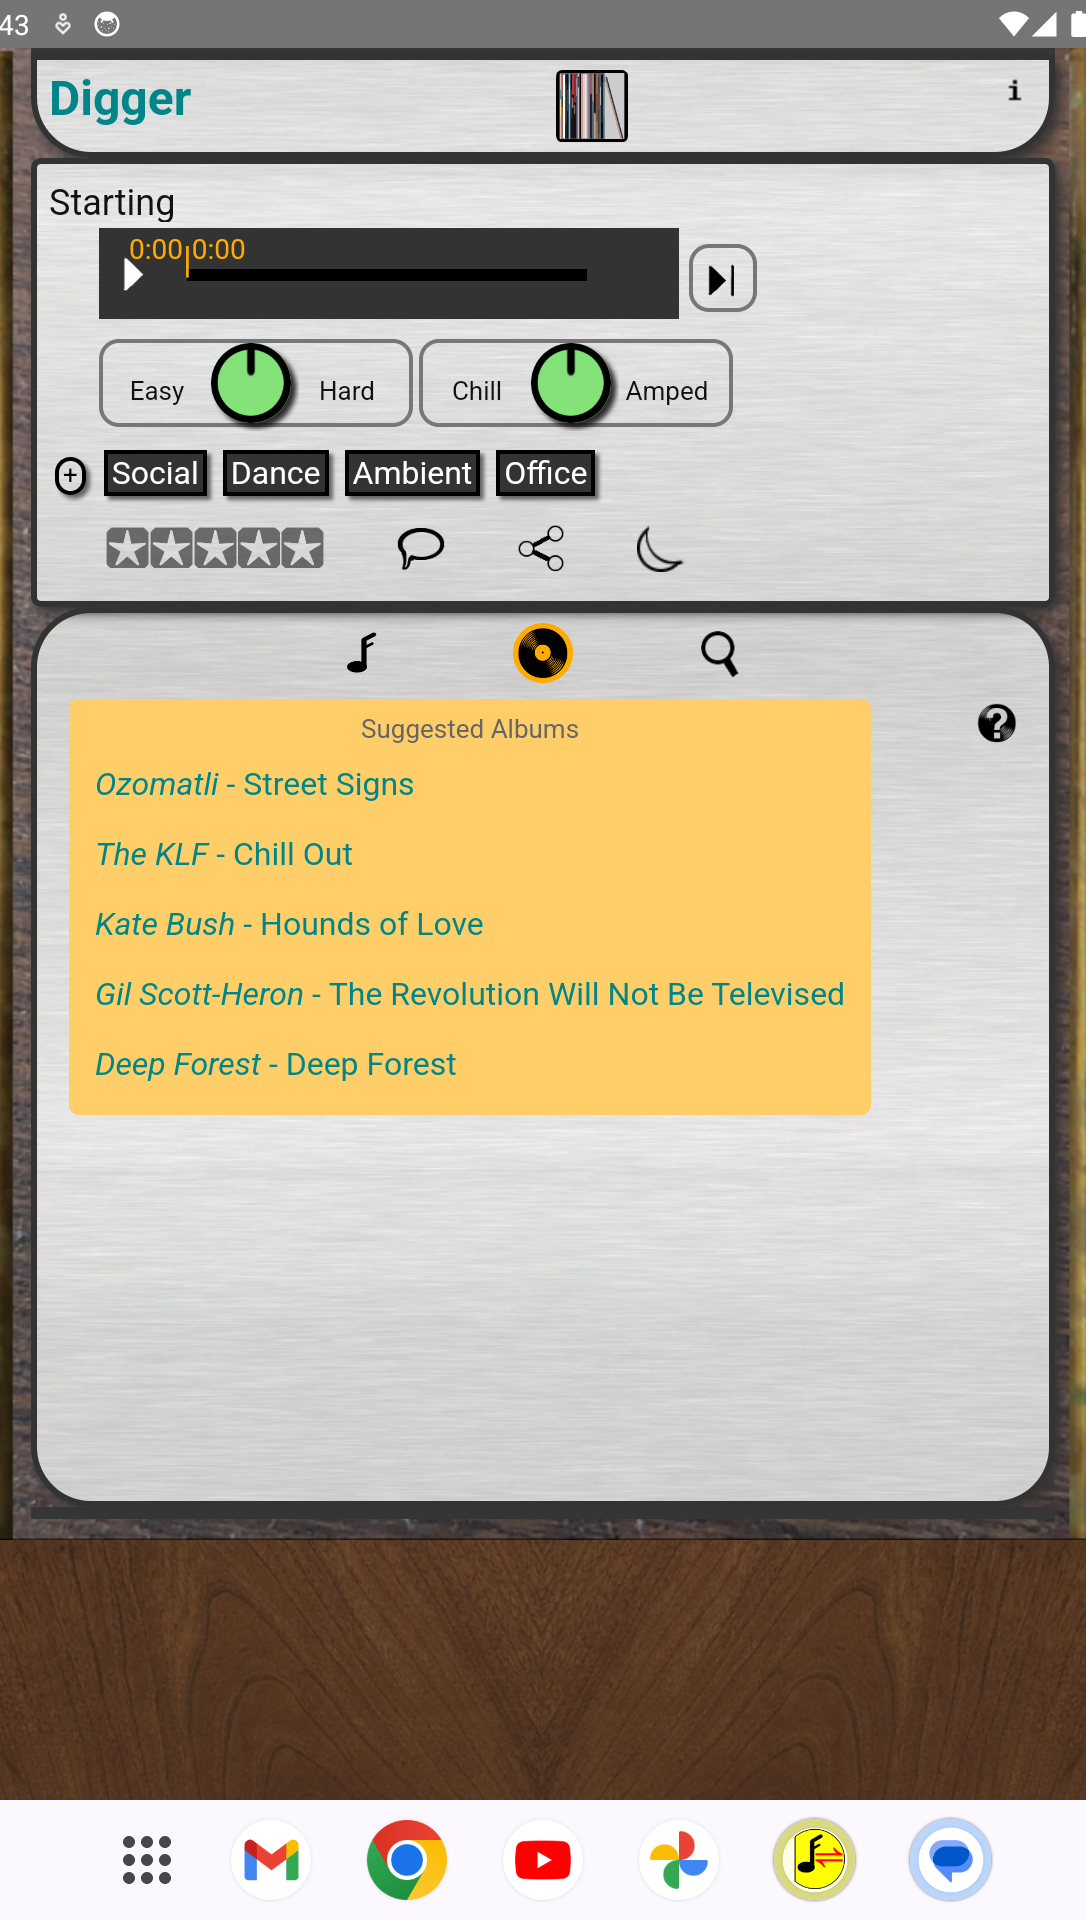 43
Digger
i
Starting
0:00 0:00
Easy Hard Chill Amped
+ Social Dance Ambient Office
Suggested Albums
?
Ozomatli - Street Signs
The KLF - Chill Out
Kate Bush - Hounds of Love
Gil Scott-Heron - The Revolution Will Not Be Televised
Deep Forest - Deep Forest